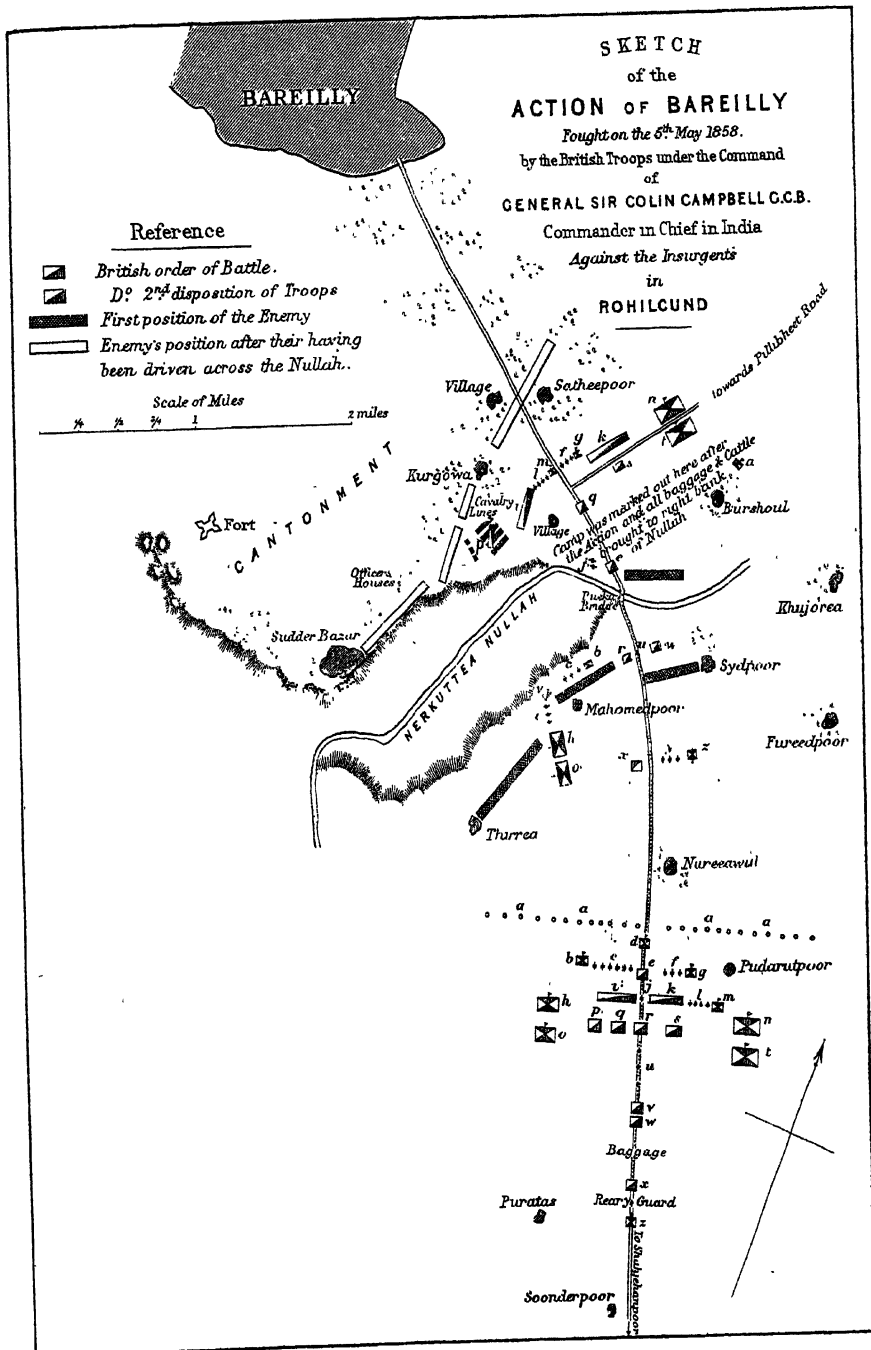 BAREILLY
SKETCH
of the
ACTION OF BAREILLY
Fought on the 5th May 1858.
by the British Troops under the Command
of
GENERAL SIR COLIN CAMPBELL G.C.B.
Commander in Chief in India
Against the Insurgents
in
ROHILCUND
Reference
British order of Battle.
Do. 2nd disposition of Troops
First position of the Enemy
Enemy's position after their having
been driven across the Nullah.
Scale of Miles
1/4 1/2 3/4 1 2 miles
towards Pillibheet Road
Village
Satheepoor
n
t
g
k
r
m
l
s
Kurgowa
Cavalry
Lines
p
q
a
CANTONMENT
Fort
Village
Camp was marked out here after
the Action and all baggage & Cattle
brought to right bank
of Nullah
Burshoul
Officers
Houses
Bridge
Khujorea
Sudder Bazar
NERKUTTEA NULLAH
c b r u u
Sydpoor
Mahomedpoor
Fureedpoor
h
o
x z
Thirrea
Nureeawul
a a a a
d
b c e f g
Pudarutpoor
h i j k l m
o p q r s n
t
u
v
w
Baggage
x
Puratas
Reary Guard
z
To Shahjehanpoor
Soonderpoor